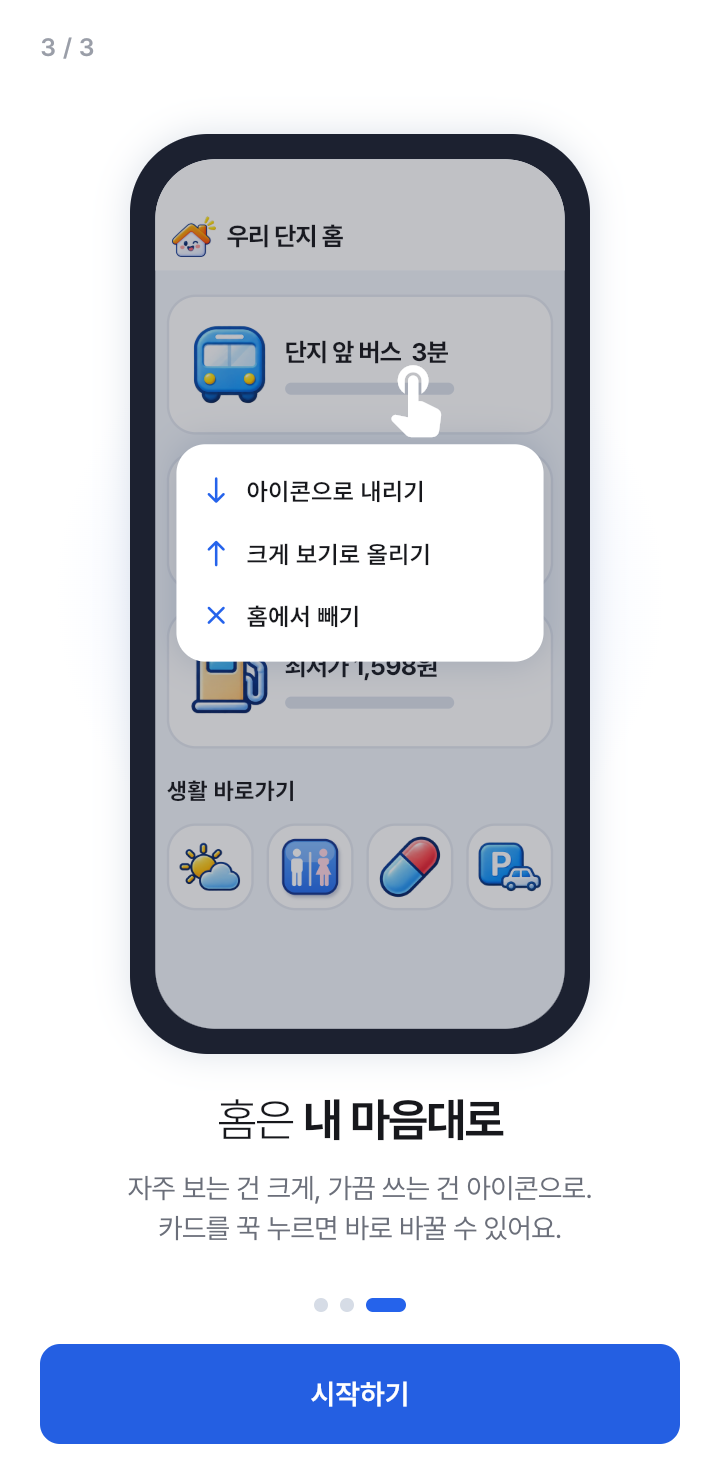 3 / 3
우리 단지 홈
단지 앞 버스 3분
아이콘으로 내리기
크게 보기로 올리기
홈에서 빼기
최저가 1,598원
생활 바로가기
P
홈은 내 마음대로
자주 보는 건 크게, 가끔 쓰는 건 아이콘으로.
카드를 꾹 누르면 바로 바꿀 수 있어요.
시작하기